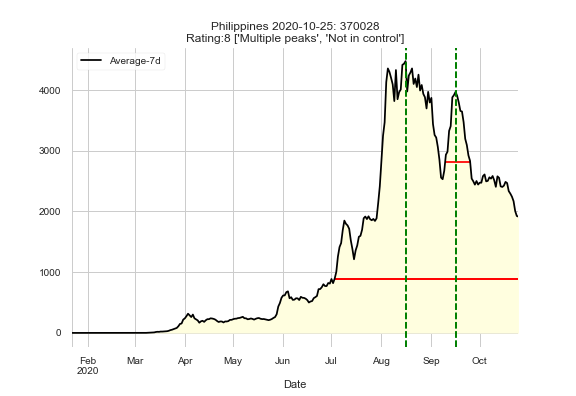 Philippines 2020-10-25: 370028
Rating:8 ['Multiple peaks', 'Not in control']
Average-7d
4000
3000
2000
1000
0
Feb Mar Apr May Jun Jul Aug Sep Oct
2020
Date